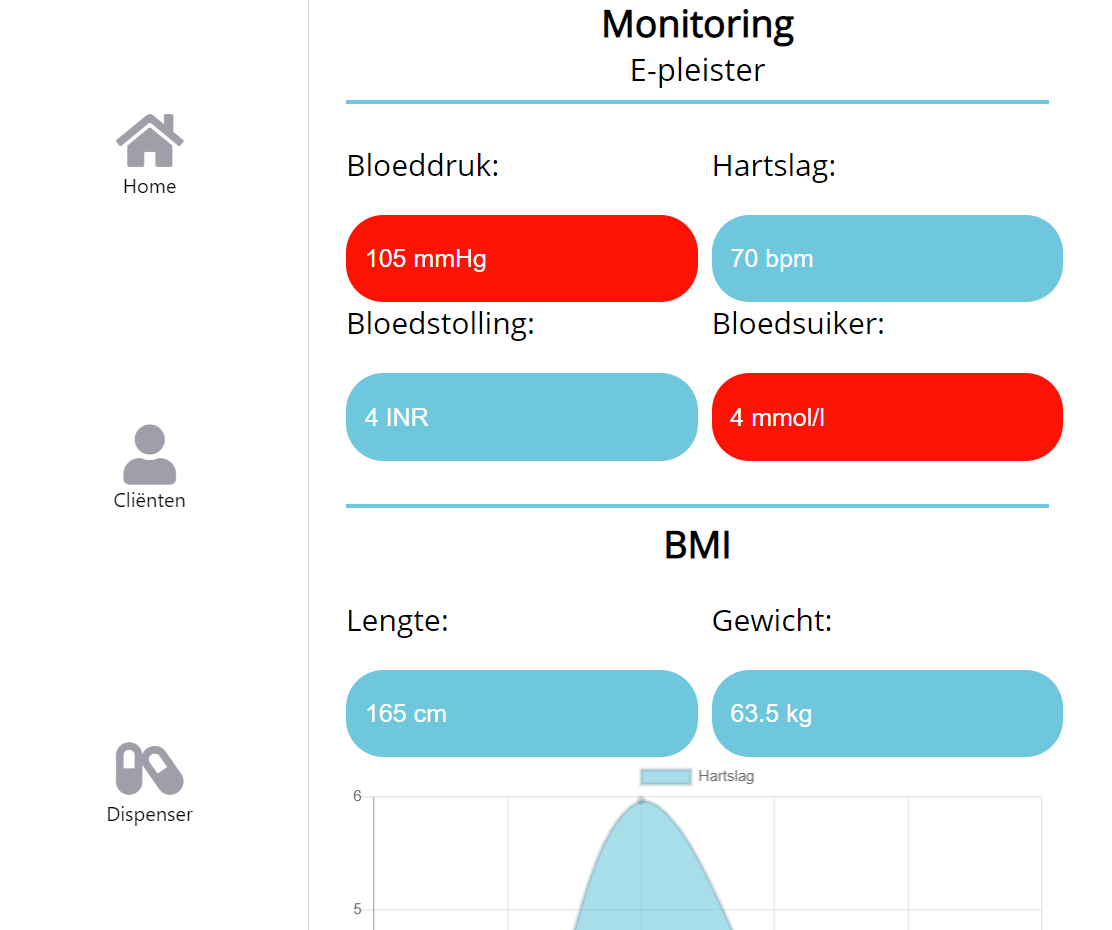 Home
Cliënten
Dispenser
Monitoring
E-pleister
Bloeddruk:
Hartslag:
105 mmHg
70 bpm
Bloedstolling:
Bloedsuiker:
4 INR
4 mmol/l
BMI
Lengte:
Gewicht:
165 cm
63.5 kg
Hartslag
6
5